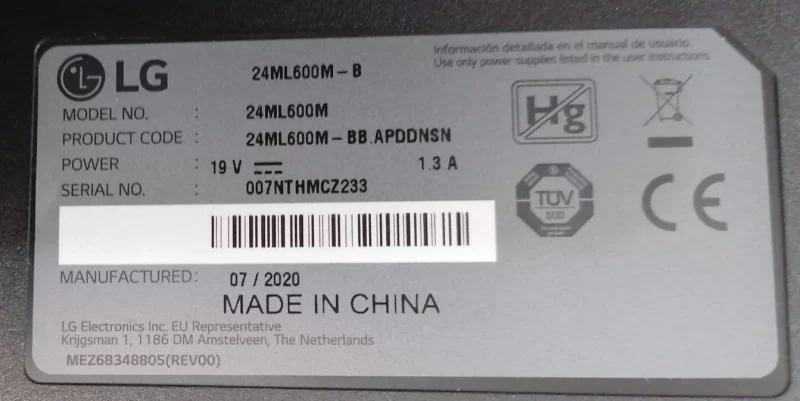 LG
24ML600M-B
Información detallada en el manual de usuario.
Use only power supplies listed in the user instructions
MODEL NO. : 24ML600M
PRODUCT CODE : 24ML600M-BB.APDDNSN
POWER : 19 V 1.3 A
SERIAL NO. : 007NTHMCZ233
Hg
TÜV
SÜD
CE
MANUFACTURED: 07/2020
MADE IN CHINA
LG Electronics Inc. EU Representative
Krijgsman 1, 1186 DM Amstelveen, The Netherlands
MEZ68348805(REV00)